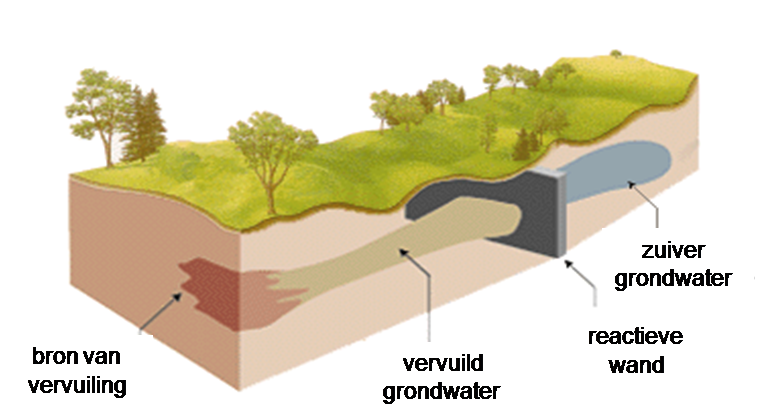 zuiver
grondwater
reactieve
wand
bron van
vervuiling
vervuild
grondwater